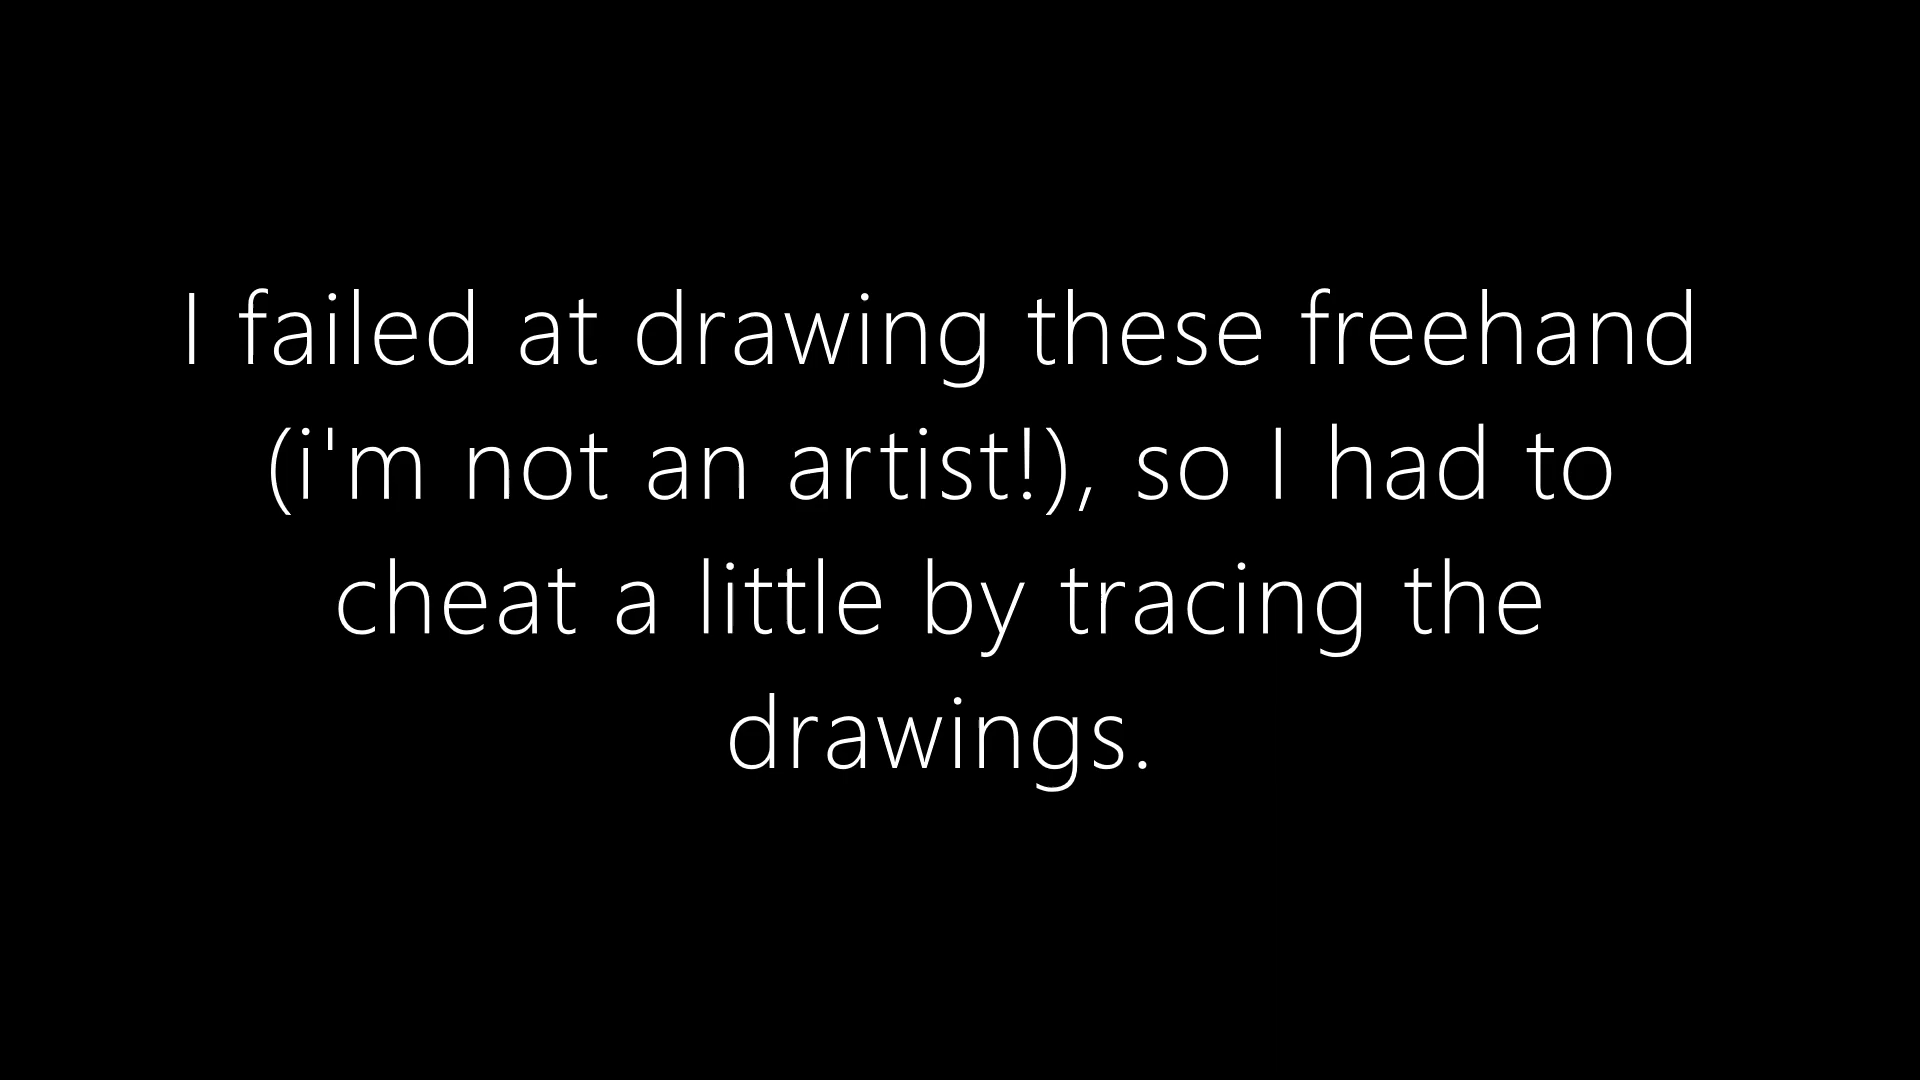 I failed at drawing these freehand
(i'm not an artist!), so I had to
cheat a little by tracing the
drawings.